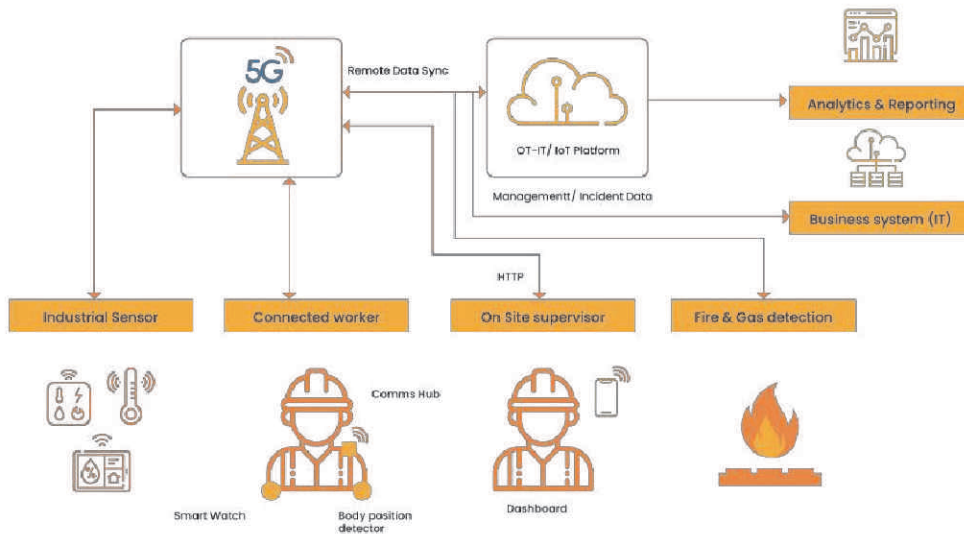 5G
Remote Data Sync
OT-IT/ IoT Platform
Analytics & Reporting
Managementt/ Incident Data
Business system (IT)
HTTP
Industrial Sensor
Connected worker
On Site supervisor
Fire & Gas detection
Comms Hub
Smart Watch
Body position
detector
Dashboard